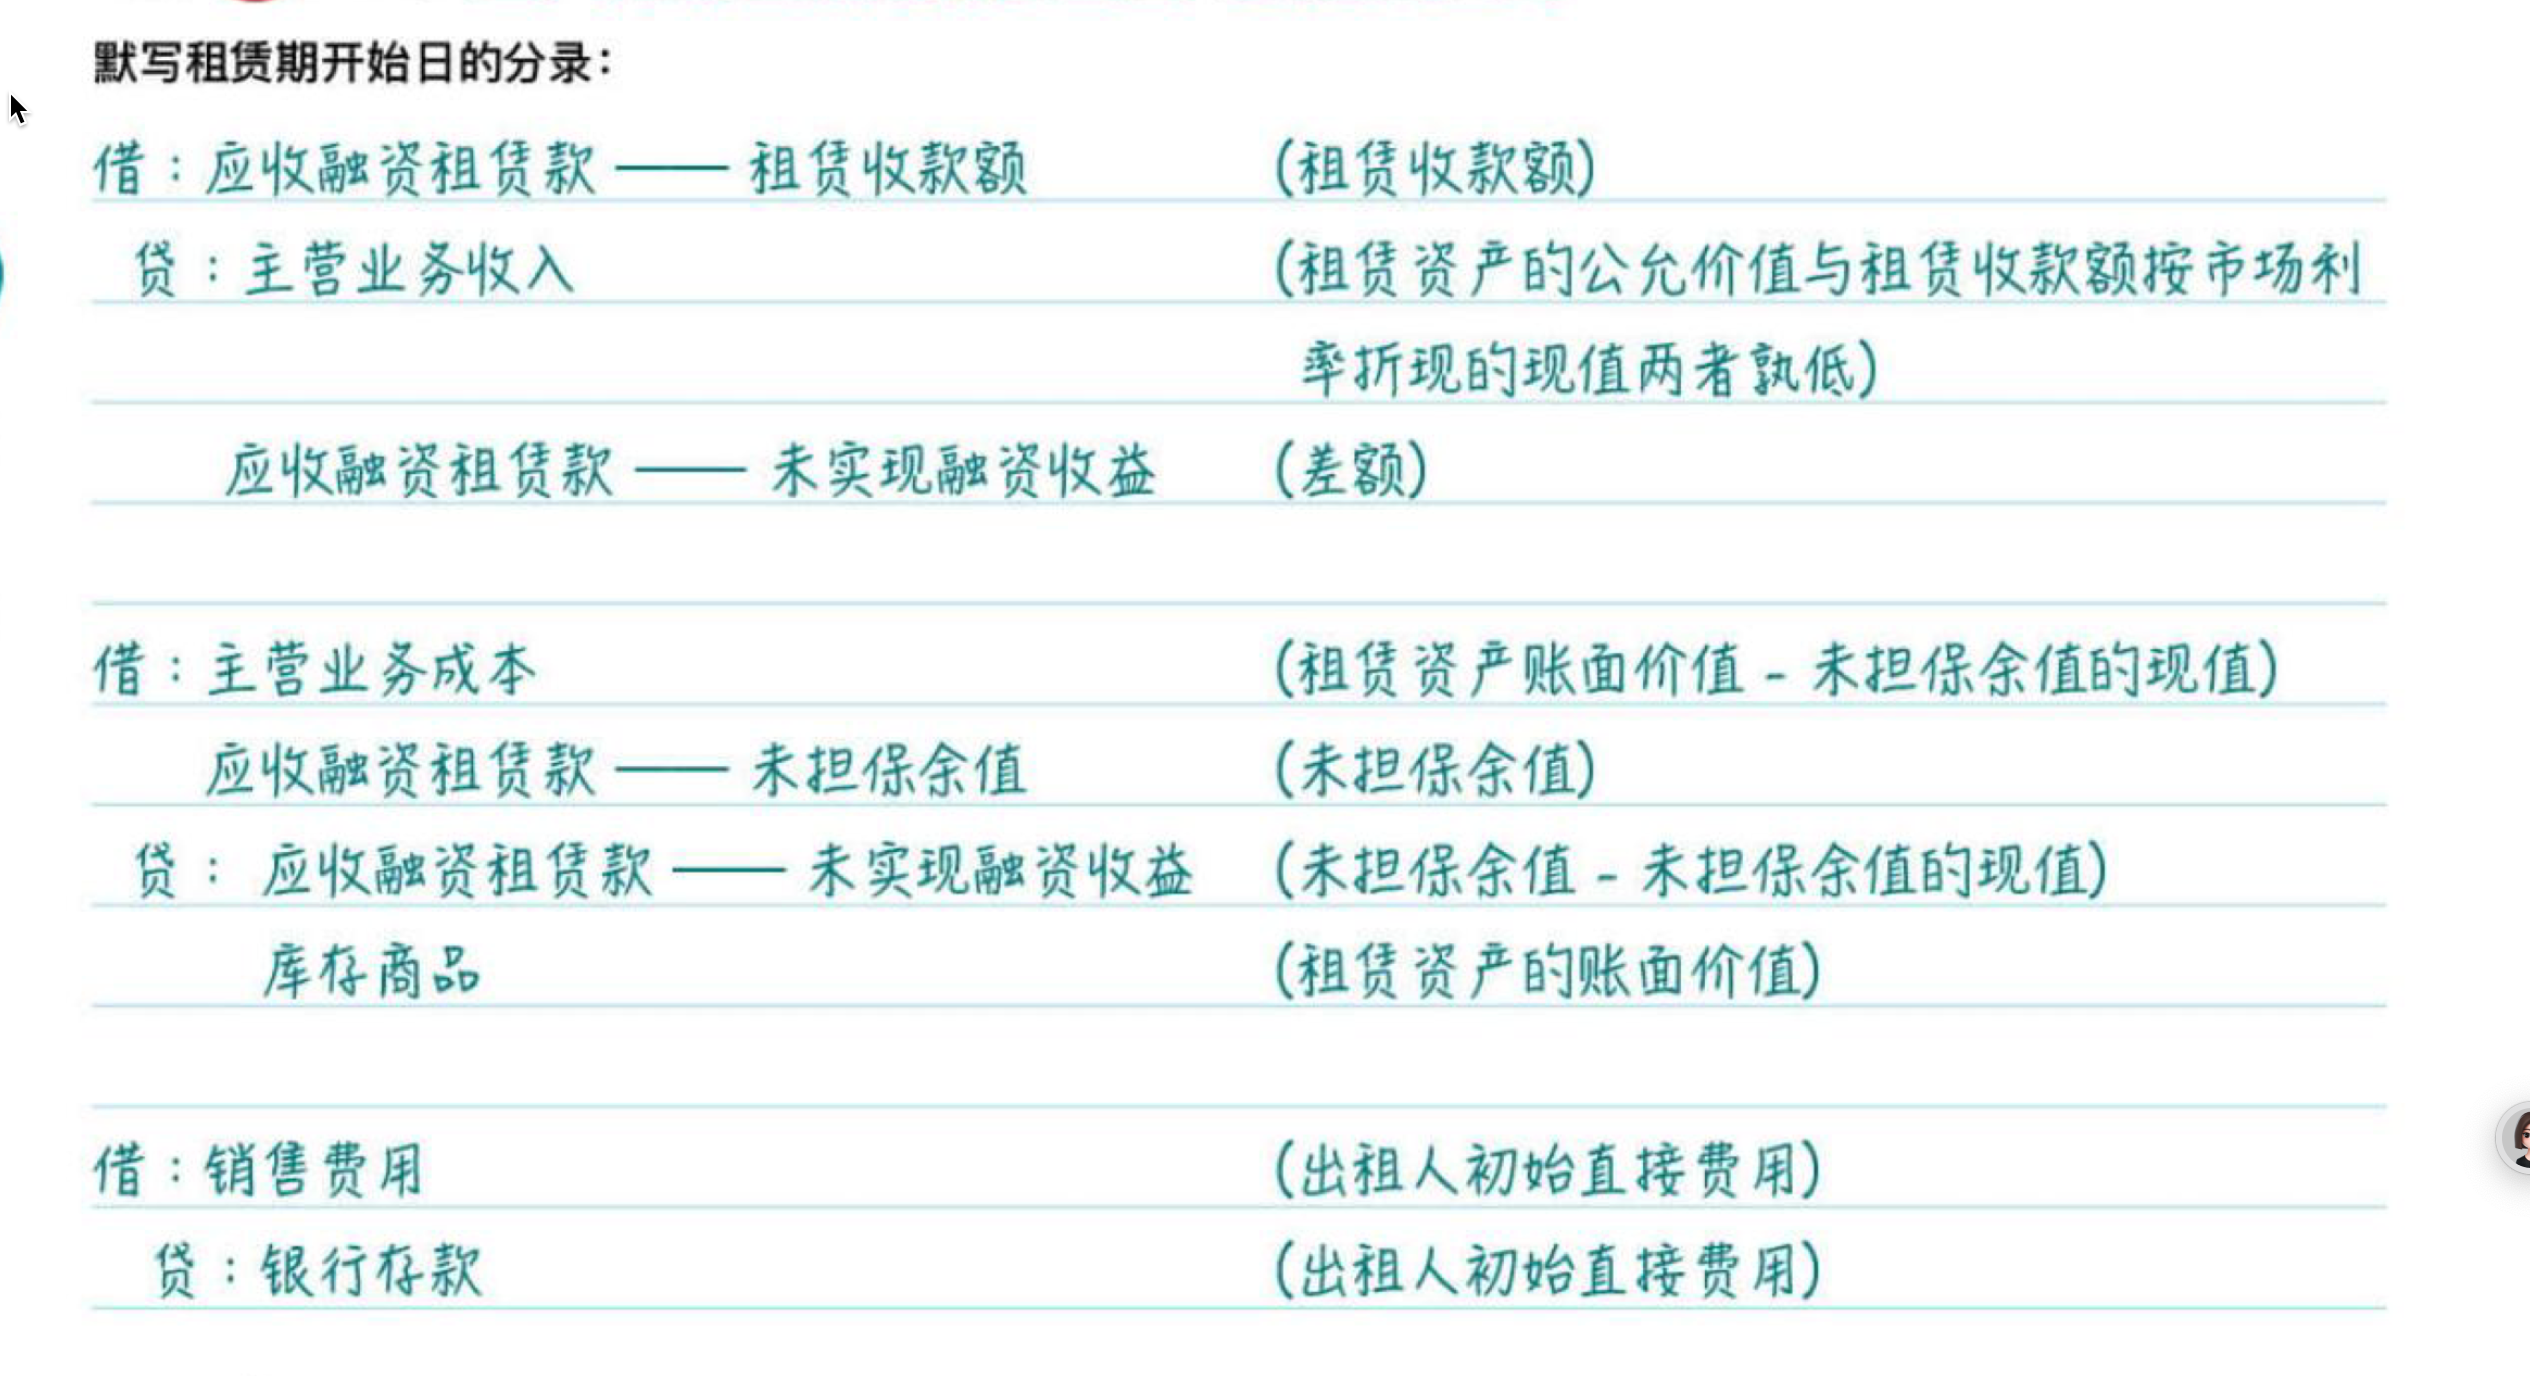 默写租赁期开始日的分录：
借：应收融资租赁款——租赁收款额 (租赁收款额)
贷：主营业务收入 (租赁资产的公允价值与租赁收款额按市场利
率折现的现值两者孰低)
应收融资租赁款——未实现融资收益 (差额)
借：主营业务成本 (租赁资产账面价值-未担保余值的现值)
应收融资租赁款——未担保余值 (未担保余值)
贷：应收融资租赁款——未实现融资收益 (未担保余值-未担保余值的现值)
库存商品 (租赁资产的账面价值)
借：销售费用 (出租人初始直接费用)
贷：银行存款 (出租人初始直接费用)